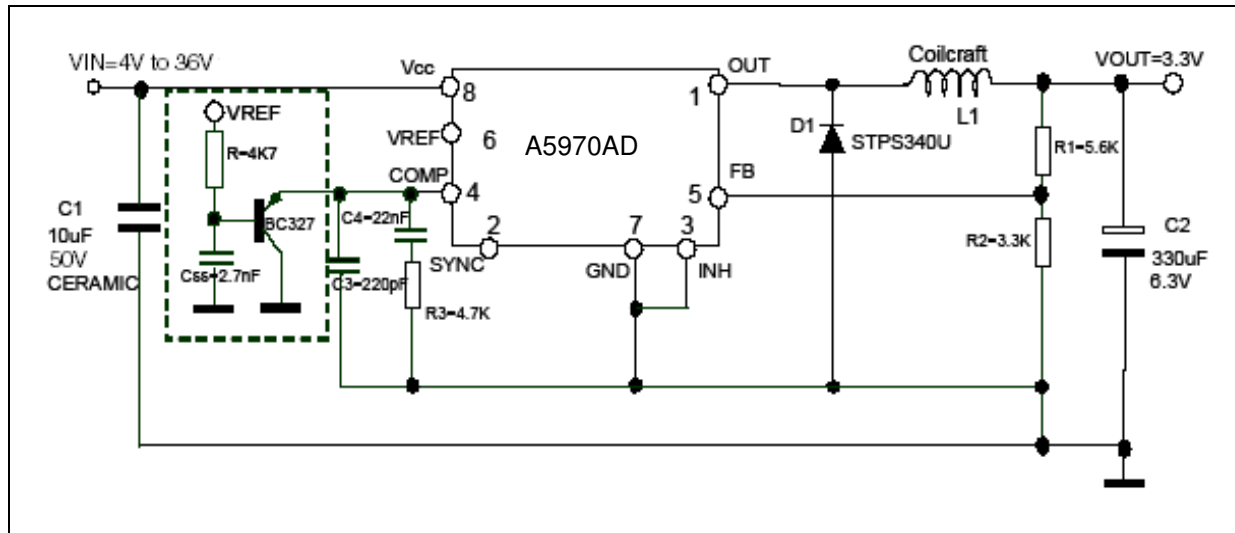 VIN=4V to 36V
Vcc
OUT
Coilcraft
VOUT=3.3V
8
1
VREF
VREF
6
A5970AD
D1
STPS340U
L1
R=4K7
R1=5.6K
COMP
4
FB
5
C1
10uF
50V
CERAMIC
BC327
C4=22nF
2
7
3
R2=3.3K
C2
330uF
6.3V
Css=2.7nF
SYNC
GND
INH
C3=220pF
R3=4.7K